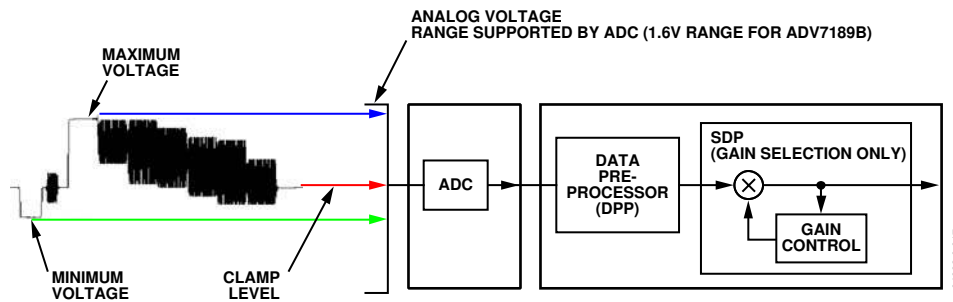 ANALOG VOLTAGE
RANGE SUPPORTED BY ADC (1.6V RANGE FOR ADV7189B)
MAXIMUM
VOLTAGE
MINIMUM
VOLTAGE
CLAMP
LEVEL
ADC
DATA
PRE-
PROCESSOR
(DPP)
SDP
(GAIN SELECTION ONLY)
GAIN
CONTROL